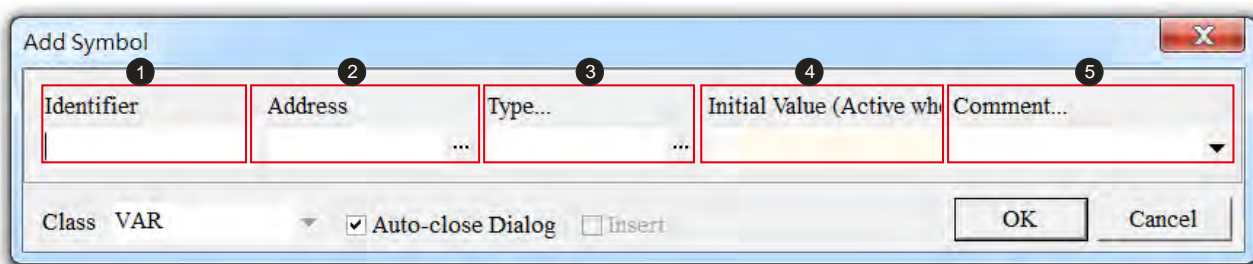 Add Symbol
X
1 2 3 4 5
Identifier Address Type... Initial Value (Active whe Comment...
... ...
Class VAR Auto-close Dialog Insert OK Cancel